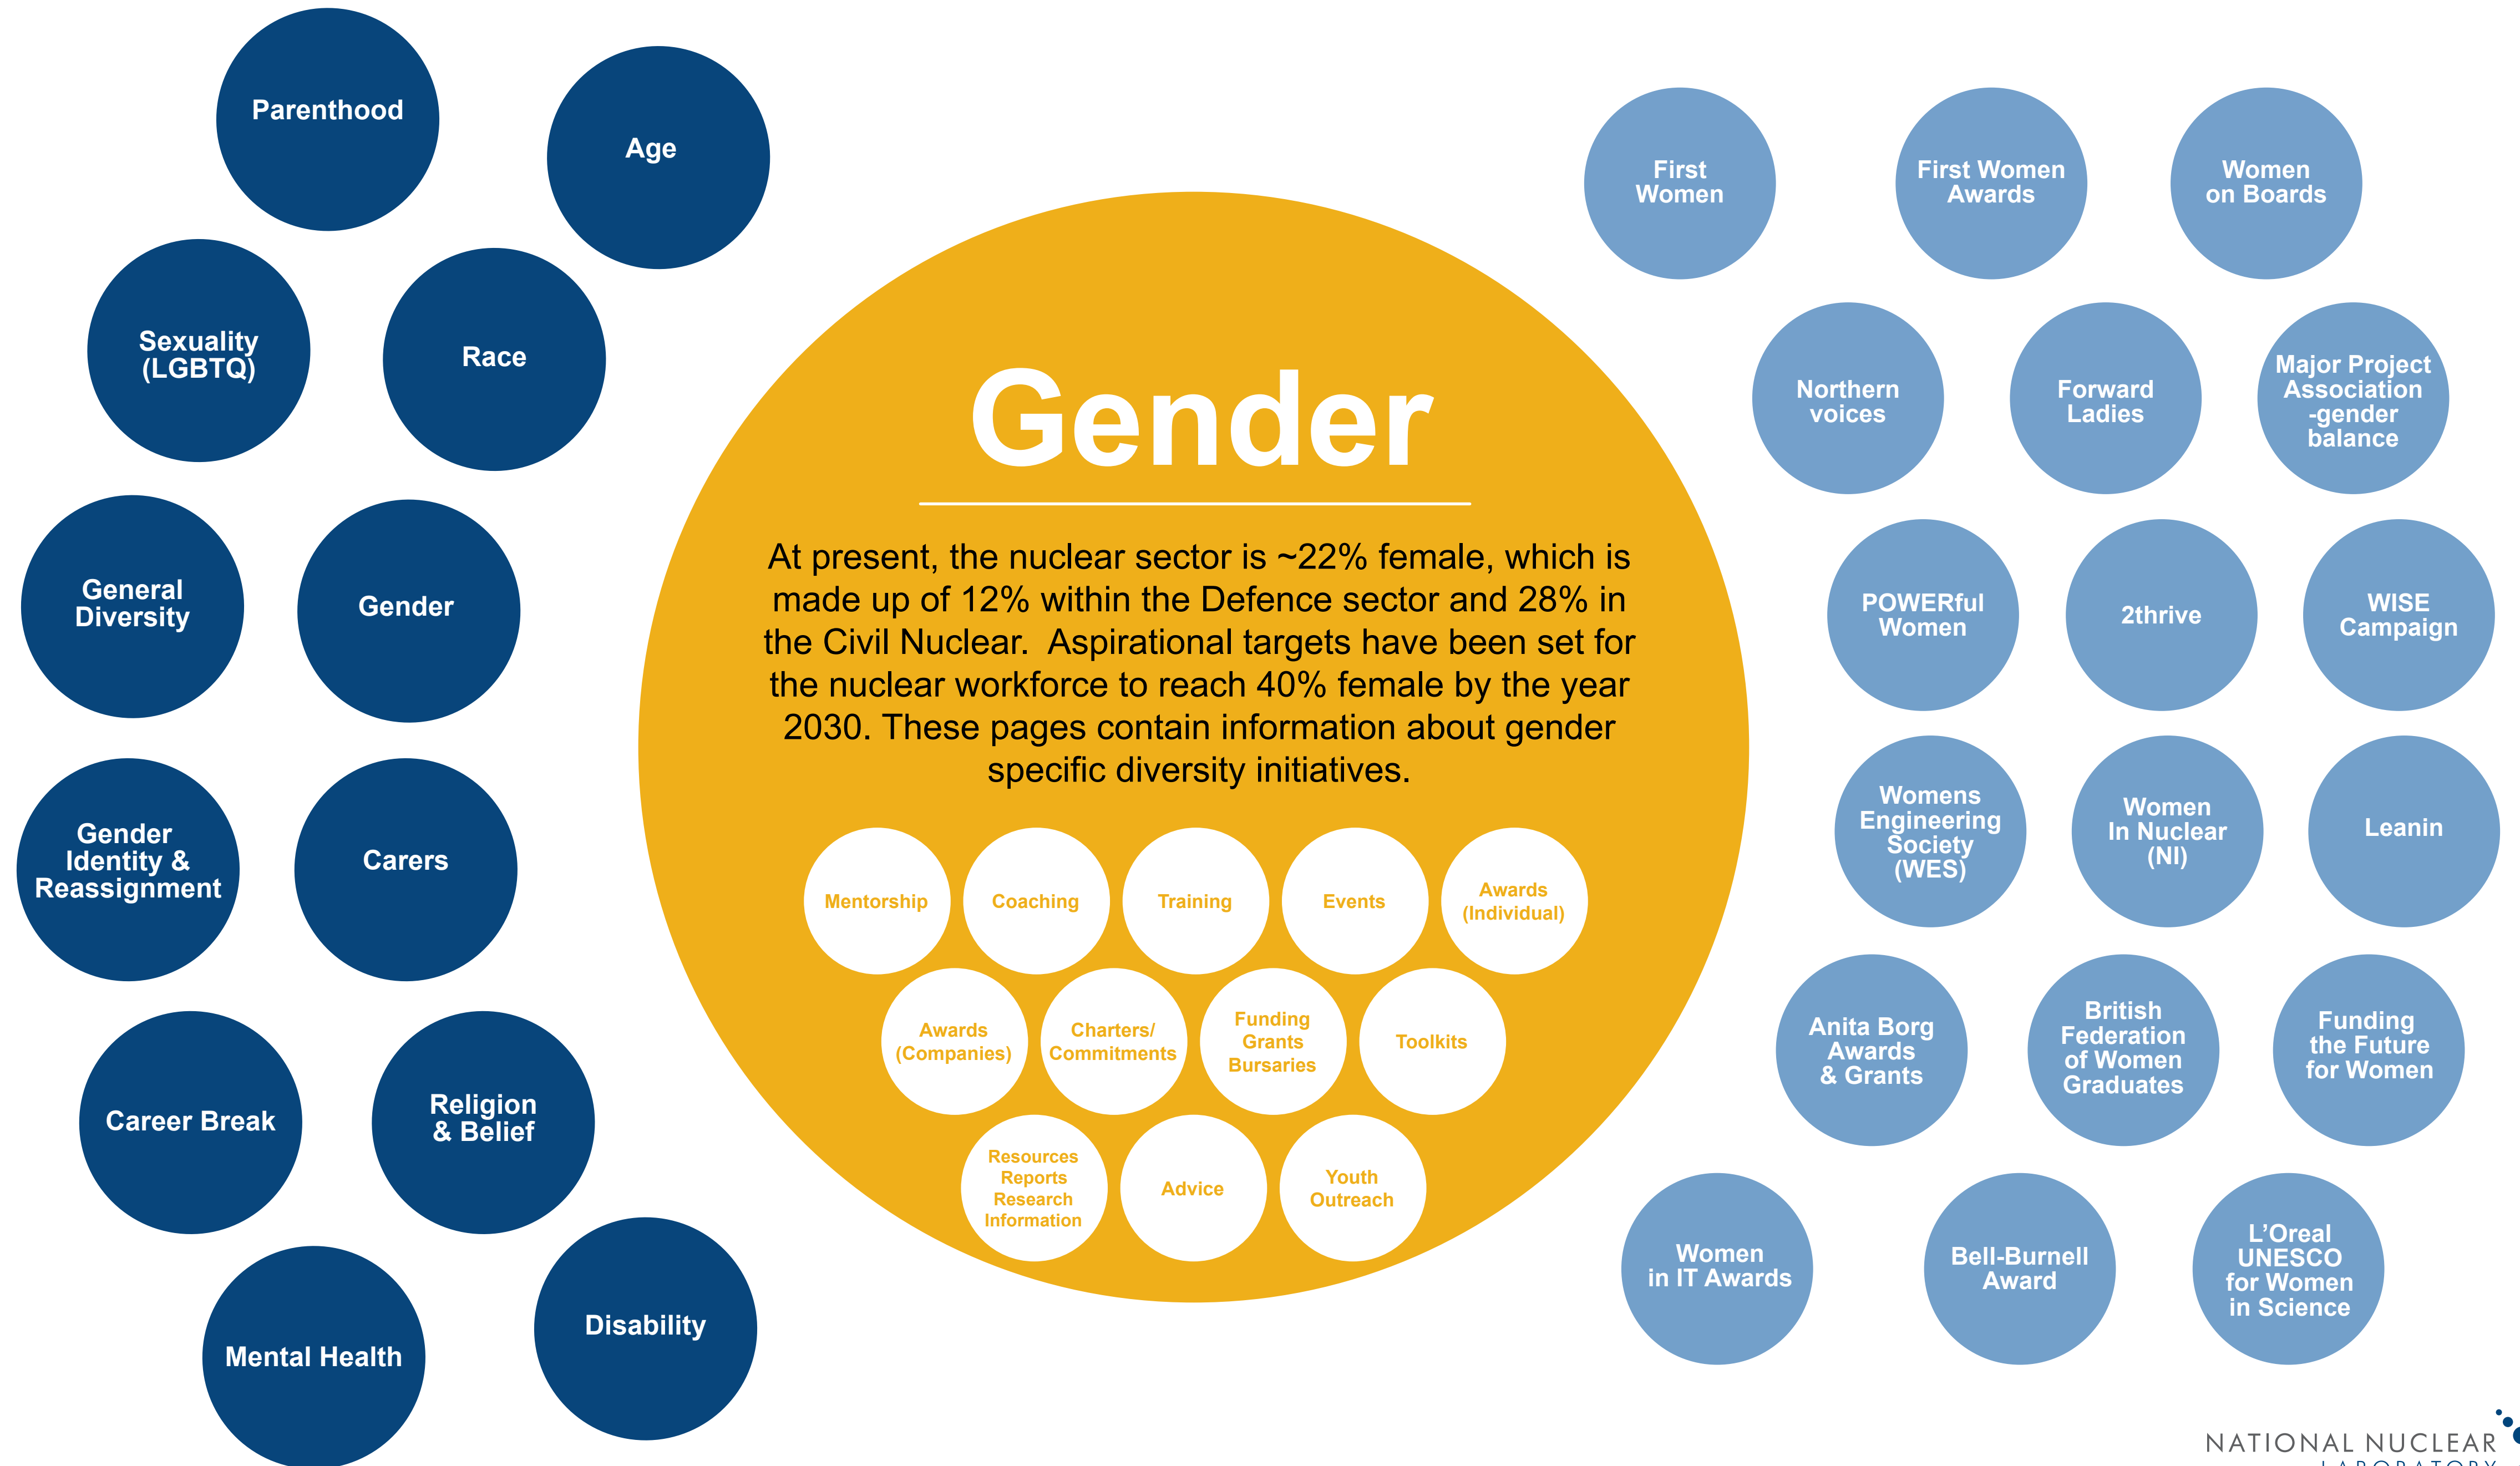 Parenthood
Age
Sexuality
(LGBTQ)
Race
General
Diversity
Gender
Gender
Identity &
Reassignment
Carers
Career Break
Religion
& Belief
Mental Health
Disability
Gender
At present, the nuclear sector is ~22% female, which is
made up of 12% within the Defence sector and 28% in
the Civil Nuclear.  Aspirational targets have been set for
the nuclear workforce to reach 40% female by the year
2030. These pages contain information about gender
specific diversity initiatives.
Mentorship
Coaching
Training
Events
Awards
(Individual)
Awards
(Companies)
Charters/
Commitments
Funding
Grants
Bursaries
Toolkits
Resources
Reports
Research
Information
Advice
Youth
Outreach
First
Women
First Women
Awards
Women
on Boards
Northern
voices
Forward
Ladies
Major Project
Association
-gender
balance
POWERful
Women
2thrive
WISE
Campaign
Womens
Engineering
Society
(WES)
Women
In Nuclear
(NI)
Leanin
Anita Borg
Awards
& Grants
British
Federation
of Women
Graduates
Funding
the Future
for Women
Women
in IT Awards
Bell-Burnell
Award
L’Oreal
UNESCO
for Women
in Science
NATIONAL NUCLEAR
LABORATORY